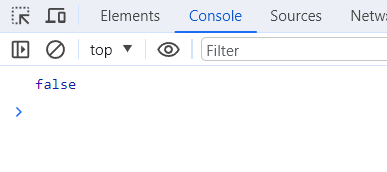 Elements Console Sources Netw
top ▼ Filter
false
>